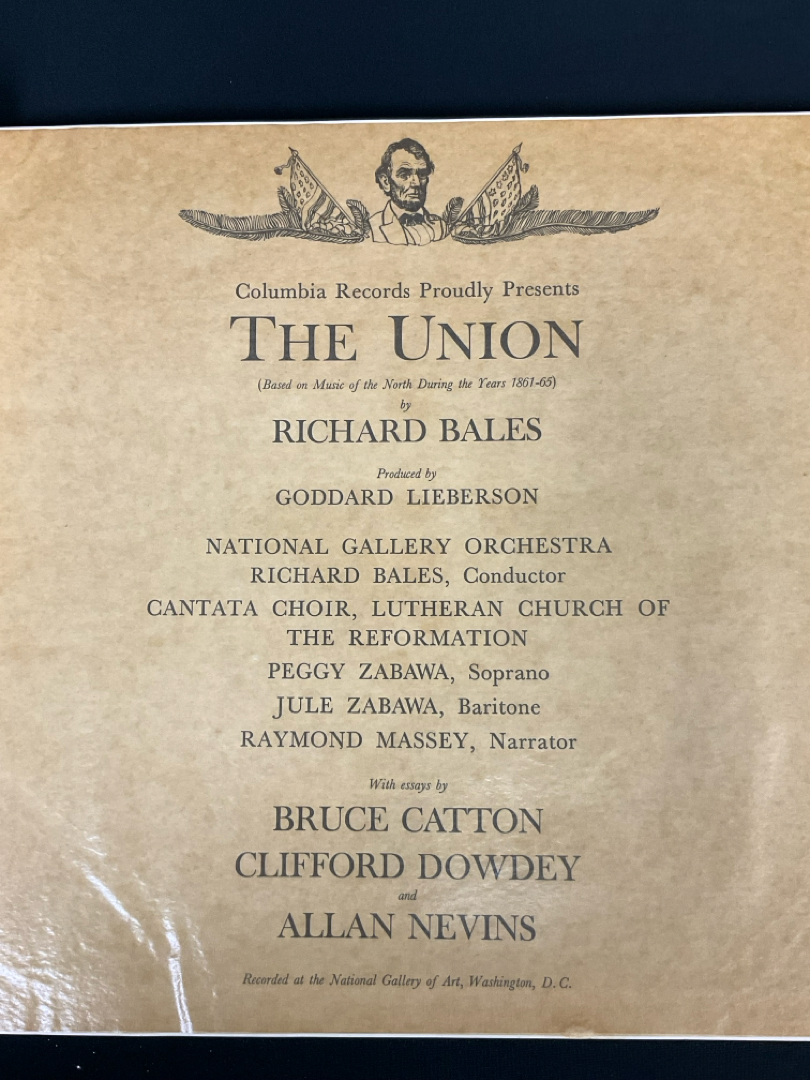 Columbia Records Proudly Presents
THE UNION
(Based on Music of the North During the Years 1861-65)
by
RICHARD BALES
Produced by
GODDARD LIEBERSON
NATIONAL GALLERY ORCHESTRA
RICHARD BALES, Conductor
CANTATA CHOIR, LUTHERAN CHURCH OF
THE REFORMATION
PEGGY ZABAWA, Soprano
JULE ZABAWA, Baritone
RAYMOND MASSEY, Narrator
With essays by
BRUCE CATTON
CLIFFORD DOWDEY
and
ALLAN NEVINS
Recorded at the National Gallery of Art, Washington, D.C.